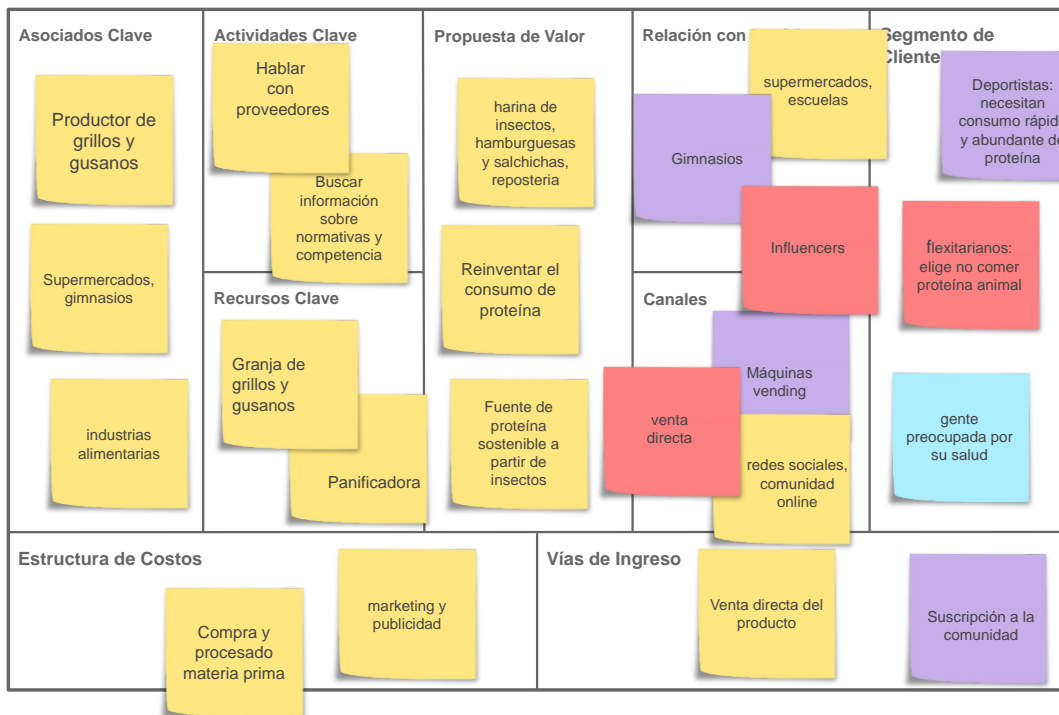 Asociados Clave
Productor de
grillos y
gusanos
Supermercados,
gimnasios
industrias
alimentarias
Actividades Clave
Hablar
con
proveedores
Buscar
información
sobre
normativas y
competencia
Recursos Clave
Granja de
grillos y
gusanos
Panificadora
Propuesta de Valor
harina de
insectos,
hamburguesas
y salchichas,
reposteria
Reinventar el
consumo de
proteína
Fuente de
proteína
sostenible a
partir de
insectos
Relación con
supermercados,
escuelas
Gimnasios
Influencers
Canales
Máquinas
vending
venta
directa
redes sociales,
comunidad
online
Segmento de
Cliente
Deportistas:
necesitan
consumo rápid
y abundante de
proteína
flexitarianos:
elige no comer
proteína animal
gente
preocupada por
su salud
Estructura de Costos
Compra y
procesado
materia prima
marketing y
publicidad
Vías de Ingreso
Venta directa del
producto
Suscripción a la
comunidad